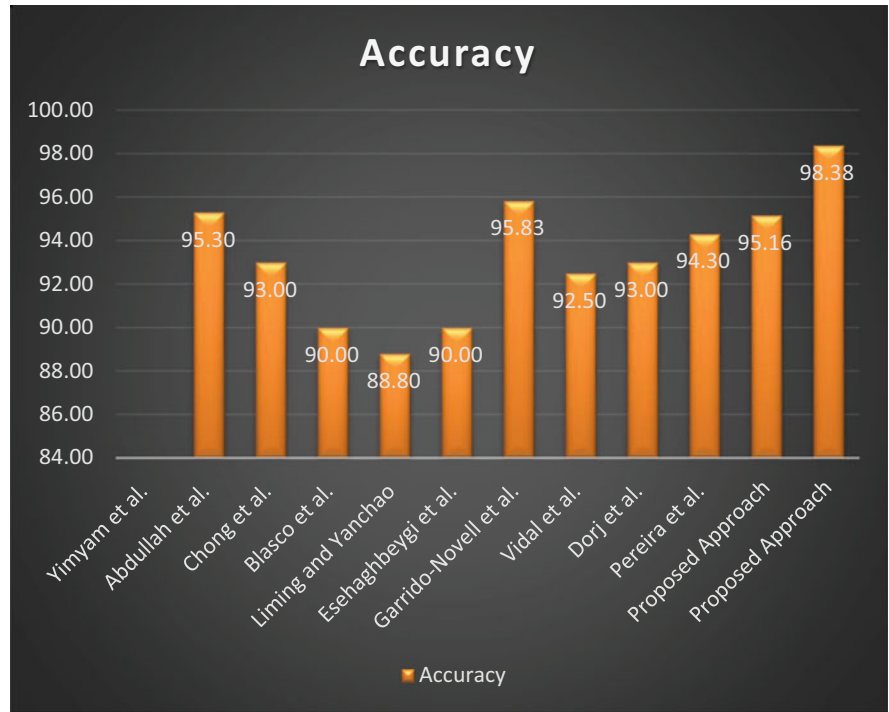 Accuracy
100.00
98.00
96.00
94.00
92.00
90.00
88.00
86.00
84.00
95.30
93.00
90.00
88.80
90.00
95.83
92.50
93.00
94.30
95.16
98.38
Yimyam et al.
Abdullah et al.
Chong et al.
Blasco et al.
Liming and Yanchao
Esehaghbeygi et al.
Garrido-Novell et al.
Vidal et al.
Dorj et al.
Pereira et al.
Proposed Approach
Proposed Approach
Accuracy